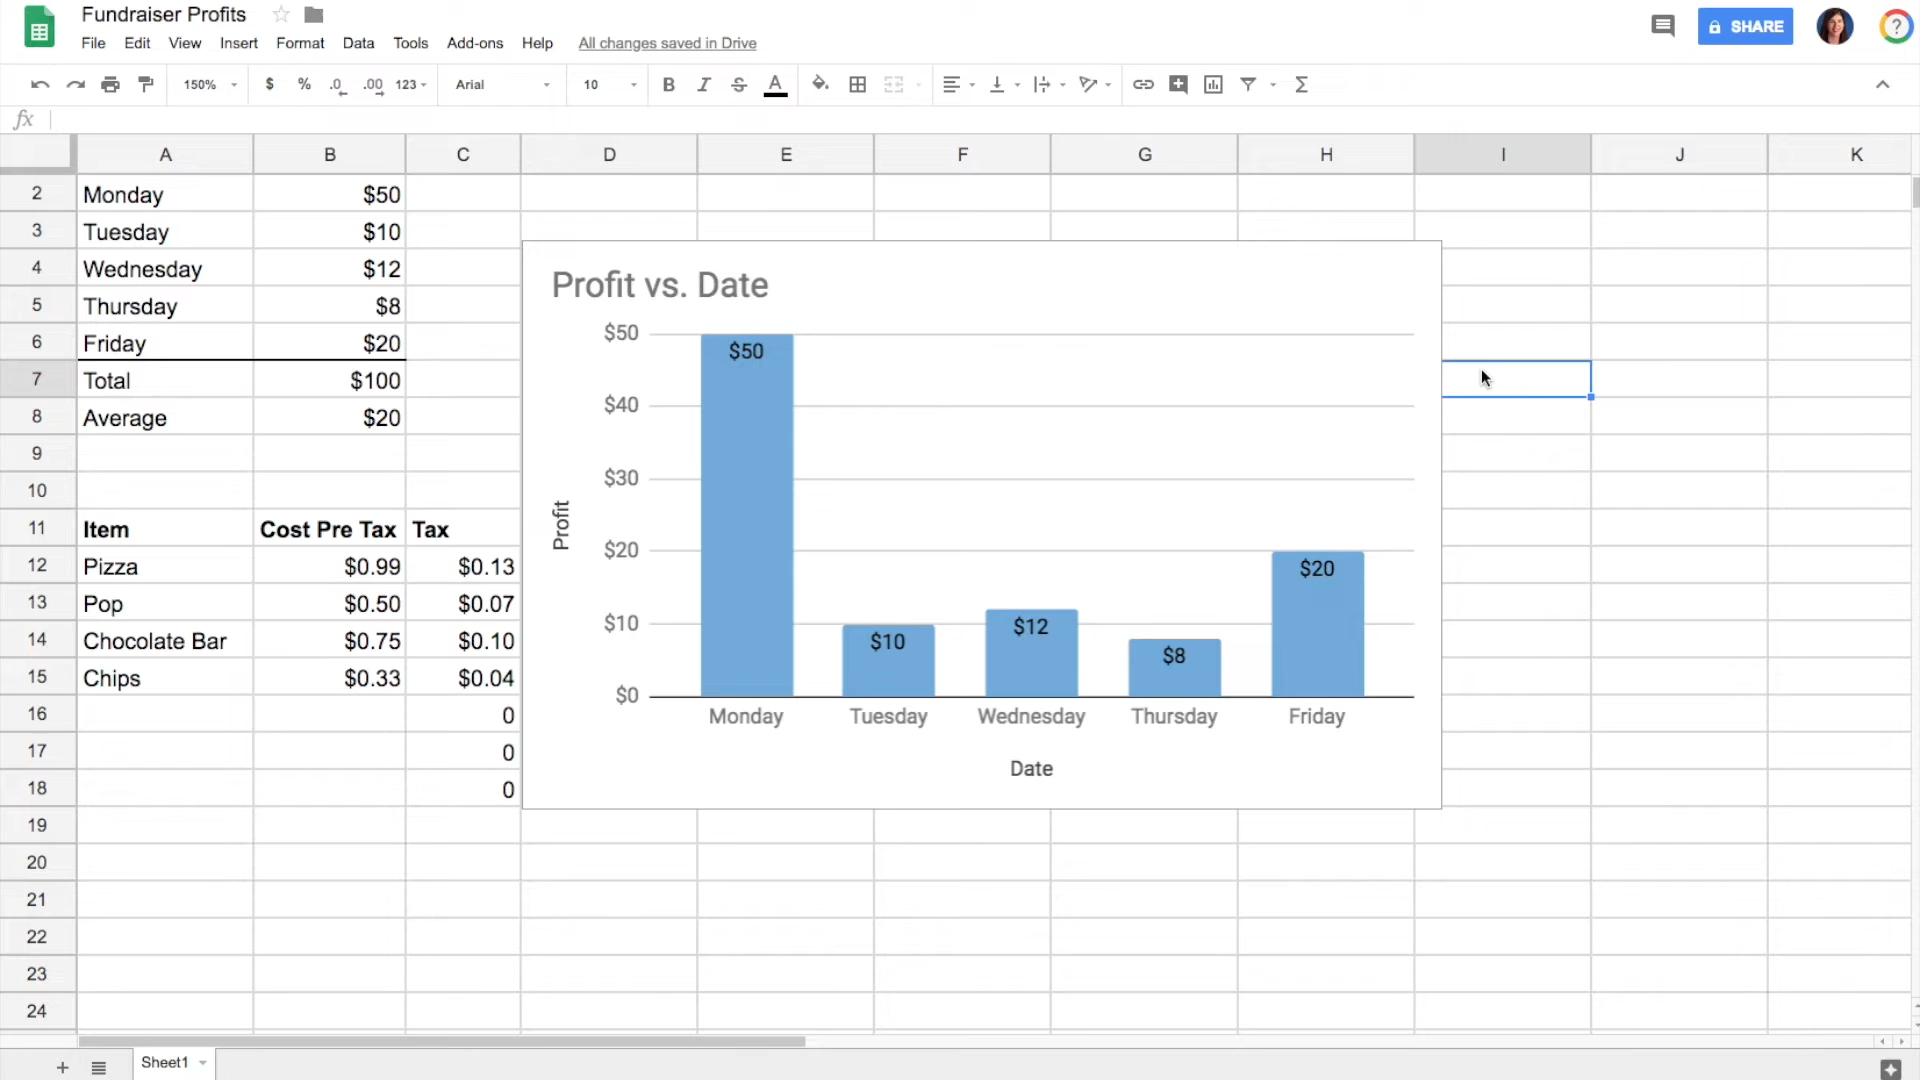 Fundraiser Profits
File Edit View Insert Format Data Tools Add-ons Help All changes saved in Drive
SHARE
?
150% $ % .0 .00 123 Arial 10 B I S A Σ
fx
A B C D E F G H I J K
2 Monday $50
3 Tuesday $10
4 Wednesday $12
5 Thursday $8
6 Friday $20
7 Total $100
8 Average $20
9
10
11 Item Cost Pre Tax Tax
12 Pizza $0.99 $0.13
13 Pop $0.50 $0.07
14 Chocolate Bar $0.75 $0.10
15 Chips $0.33 $0.04
16 0
17 0
18 0
19
20
21
22
23
24
Profit vs. Date
$50
$40
$30
$20
$10
$0
Profit
$50 $10 $12 $8 $20
Monday Tuesday Wednesday Thursday Friday
Date
+ Sheet1